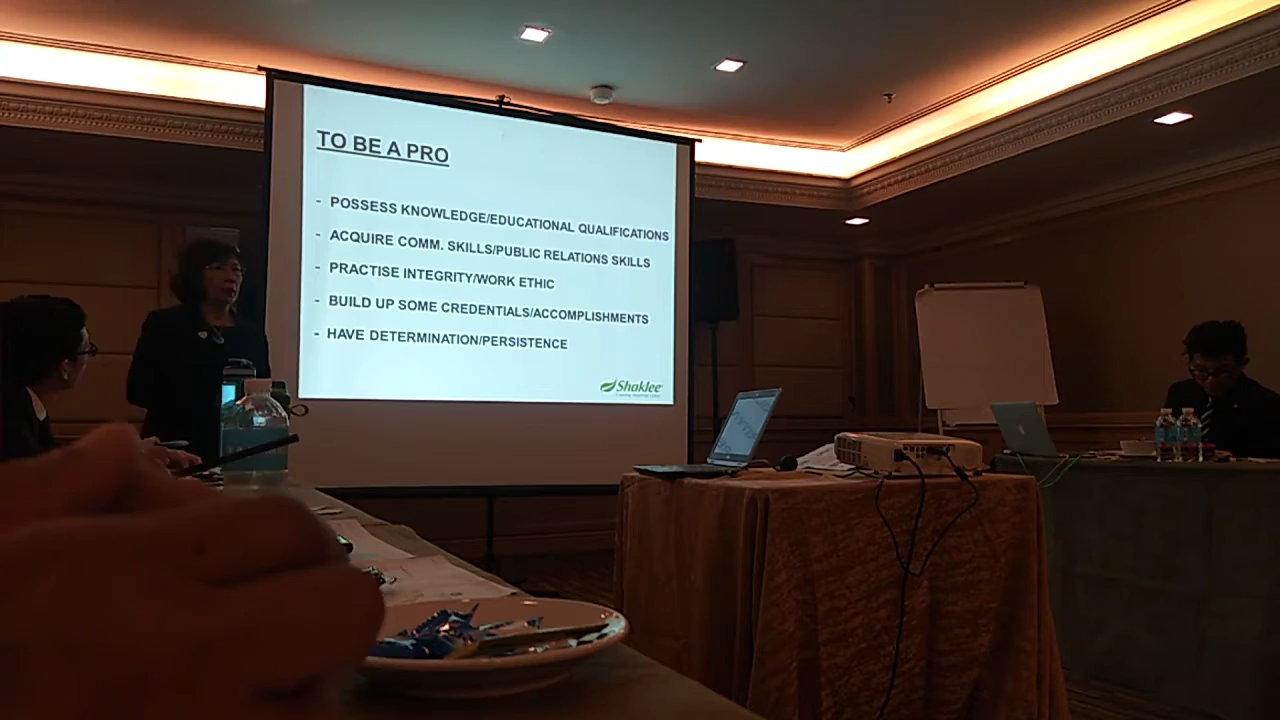 TO BE A PRO
- POSSESS KNOWLEDGE/EDUCATIONAL QUALIFICATIONS
- ACQUIRE COMM. SKILLS/PUBLIC RELATIONS SKILLS
- PRACTISE INTEGRITY/WORK ETHIC
- BUILD UP SOME CREDENTIALS/ACCOMPLISHMENTS
- HAVE DETERMINATION/PERSISTENCE
Shaklee